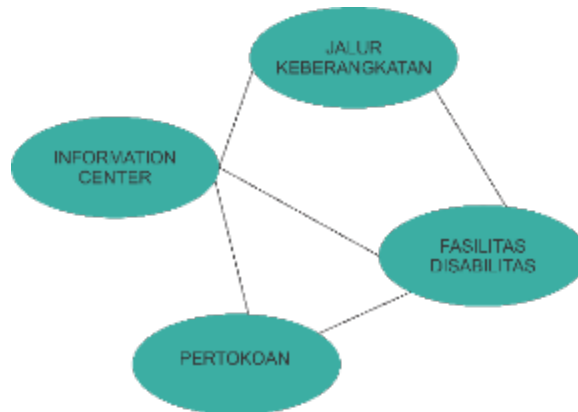 JALUR
KEBERANGKATAN
INFORMATION
CENTER
FASILITAS
DISABILITAS
PERTOKOAN